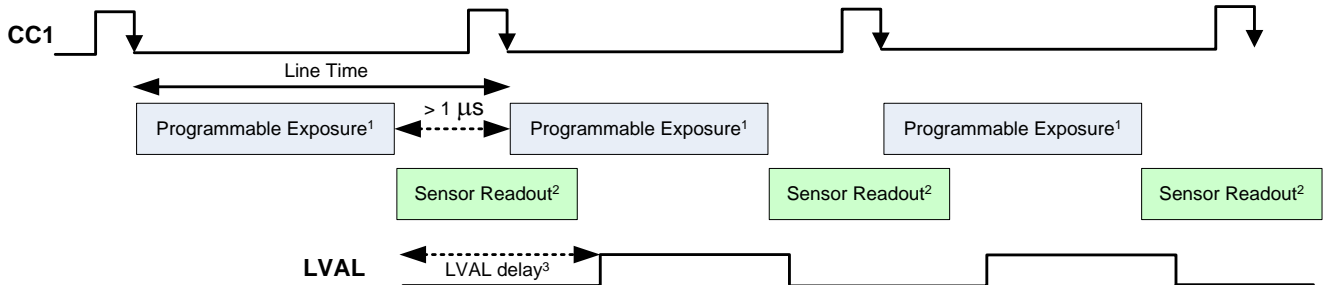 CC1
Line Time
> 1 μs
Programmable Exposure¹ Programmable Exposure¹ Programmable Exposure¹
Sensor Readout² Sensor Readout² Sensor Readout²
LVAL LVAL delay³